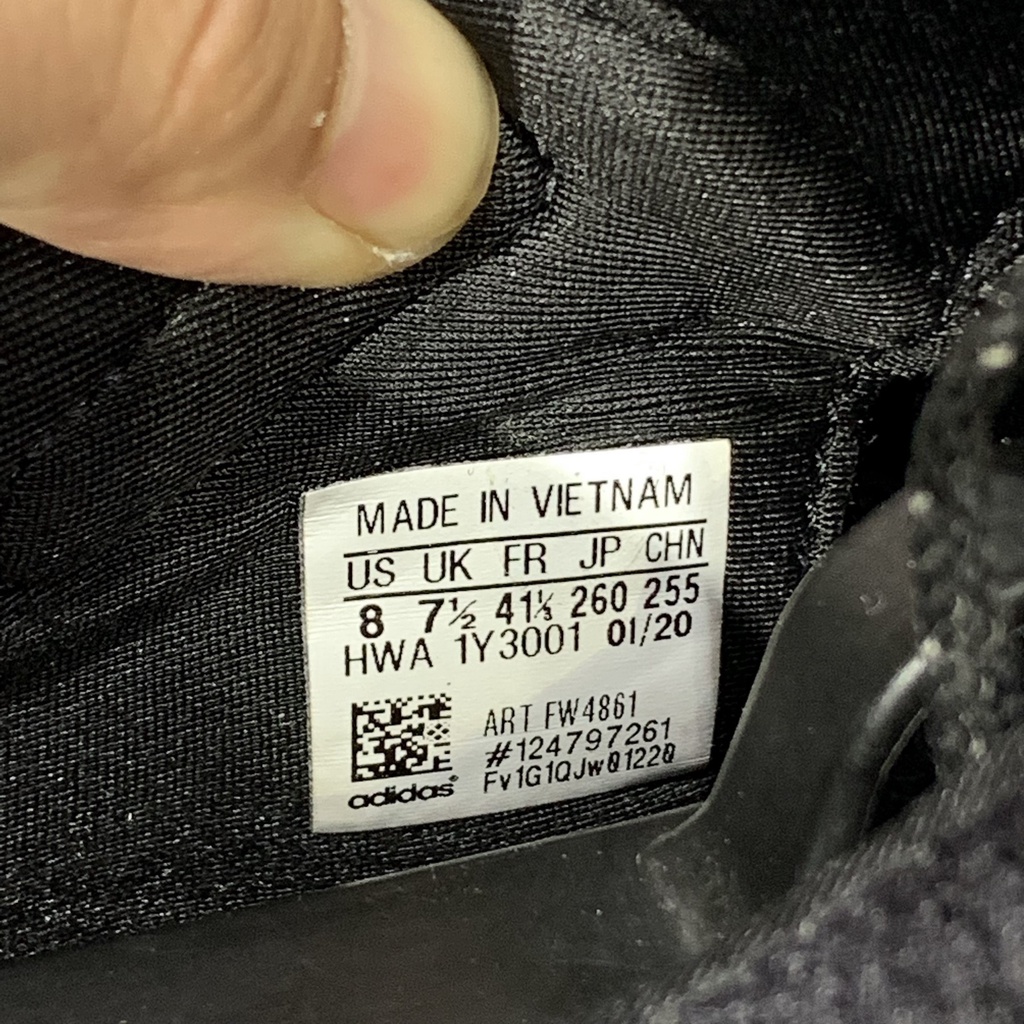 MADE IN VIETNAM
US UK FR JP CHN
8 7½ 41⅓ 260 255
HWA 1Y3001 01/20
ART FW4861
#124797261
Fv1G1QJw01220
adidas®